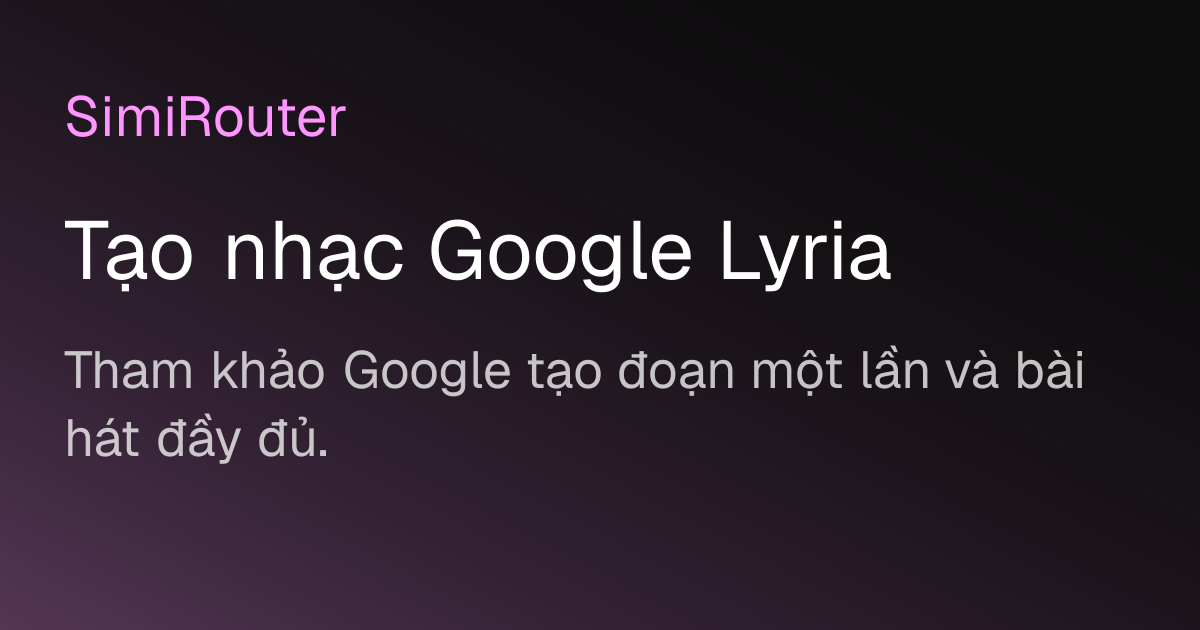 SimiRouter
Tạo nhạc Google Lyria
Tham khảo Google tạo đoạn một lần và bài
hát đầy đủ.